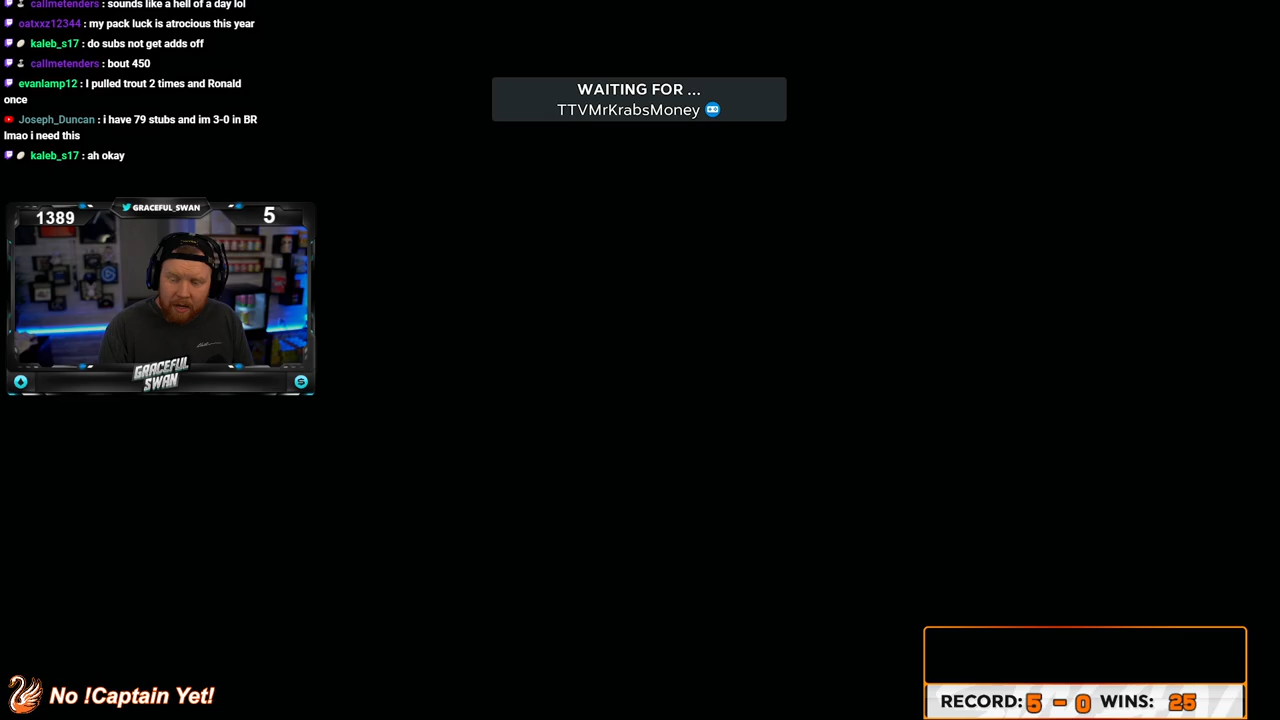 callmetenders : sounds like a hell of a day lol
oatxxz12344 : my pack luck is atrocious this year
kaleb_s17 : do subs not get adds off
callmetenders : bout 450
evanlamp12 : I pulled trout 2 times and Ronald
once
Joseph_Duncan : i have 79 stubs and im 3-0 in BR
lmao i need this
kaleb_s17 : ah okay
WAITING FOR ...
TTVMrKrabsMoney
1389
GRACEFUL_SWAN
5
GRACEFUL
SWAN
No !Captain Yet!
RECORD: 5 - 0 WINS: 25